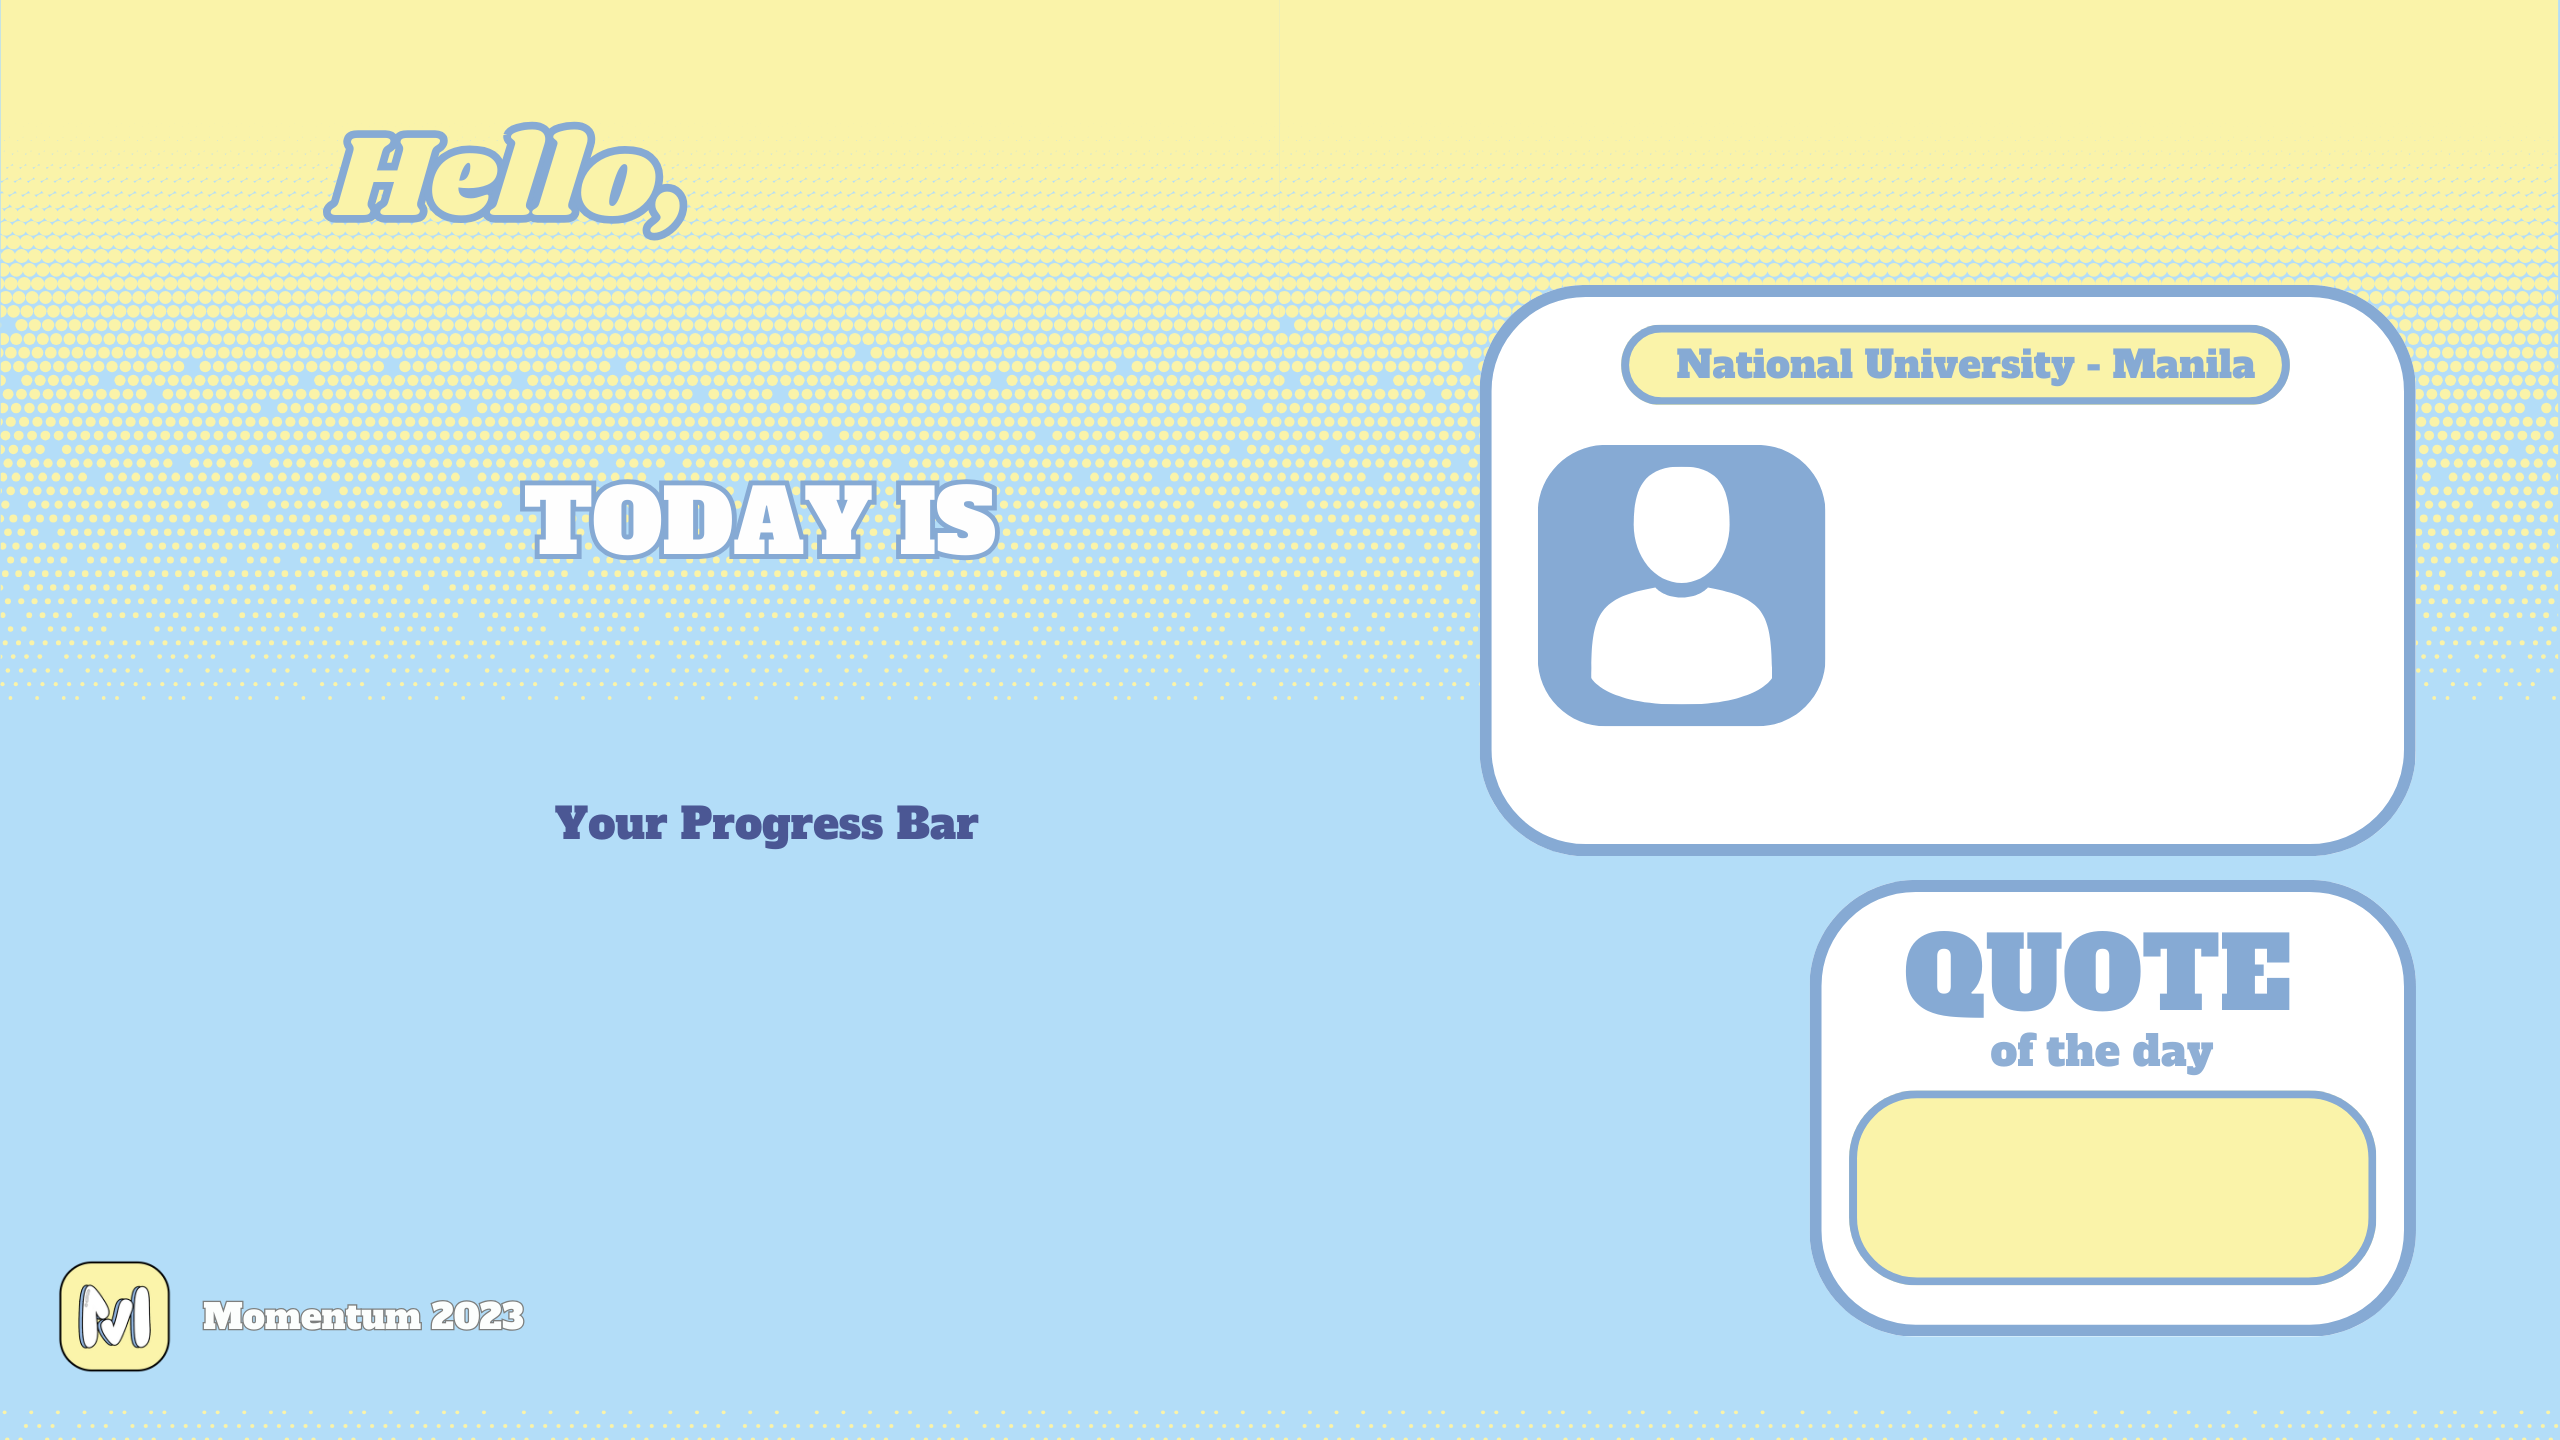 Hello,
TODAY IS
Your Progress Bar
National University - Manila
QUOTE
of the day
M
Momentum 2023